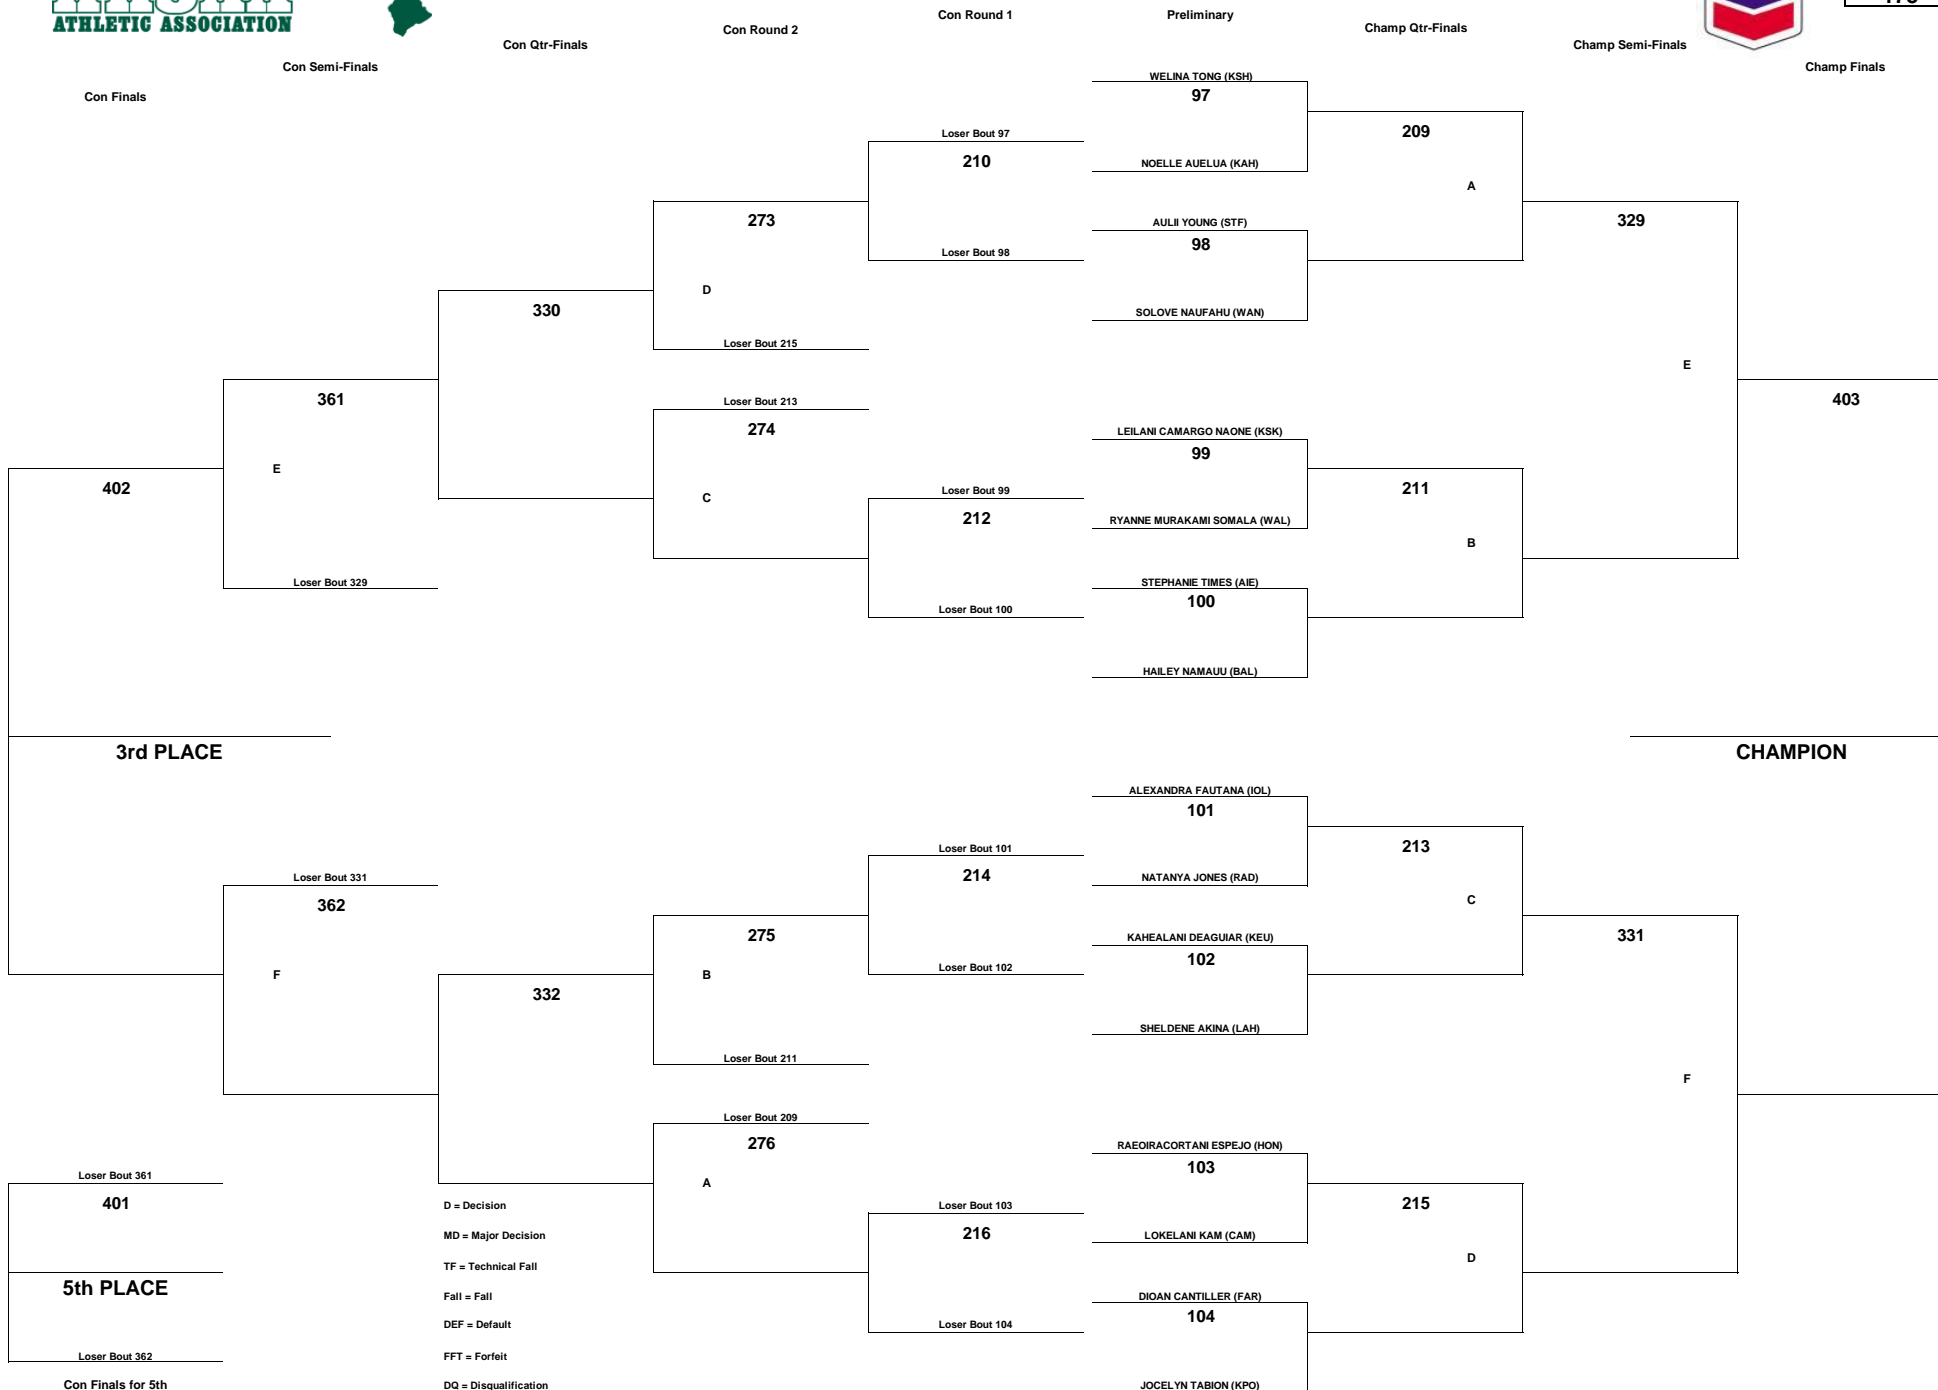 ATHLETIC ASSOCIATION
Con Finals
Con Semi-Finals
Con Qtr-Finals
Con Round 2
Con Round 1
Preliminary
Champ Qtr-Finals
Champ Semi-Finals
Champ Finals
WELINA TONG (KSH)
97
209
Loser Bout 97
210
NOELLE AUELUA (KAH)
A
273
AULII YOUNG (STF)
329
98
Loser Bout 98
D
330
SOLOVE NAUFAHU (WAN)
Loser Bout 215
E
361
Loser Bout 213
403
274
LEILANI CAMARGO NAONE (KSK)
99
E
402
Loser Bout 99
211
C
212
RYANNE MURAKAMI SOMALA (WAL)
B
Loser Bout 329
STEPHANIE TIMES (AIE)
100
Loser Bout 100
HAILEY NAMAUU (BAL)
3rd PLACE
CHAMPION
ALEXANDRA FAUTANA (IOL)
101
Loser Bout 101
213
Loser Bout 331
214
NATANYA JONES (RAD)
362
C
275
KAHEALANI DEAGUIAR (KEU)
331
102
Loser Bout 102
F
B
332
SHELDENE AKINA (LAH)
Loser Bout 211
F
Loser Bout 209
276
RAEOIRACORTANI ESPEJO (HON)
103
Loser Bout 361
A
401
D = Decision
Loser Bout 103
215
216
MD = Major Decision
LOKELANI KAM (CAM)
D
TF = Technical Fall
5th PLACE
Fall = Fall
DIOAN CANTILLER (FAR)
104
DEF = Default
Loser Bout 104
Loser Bout 362
FFT = Forfeit
Con Finals for 5th
DQ = Disqualification
JOCELYN TABION (KPO)